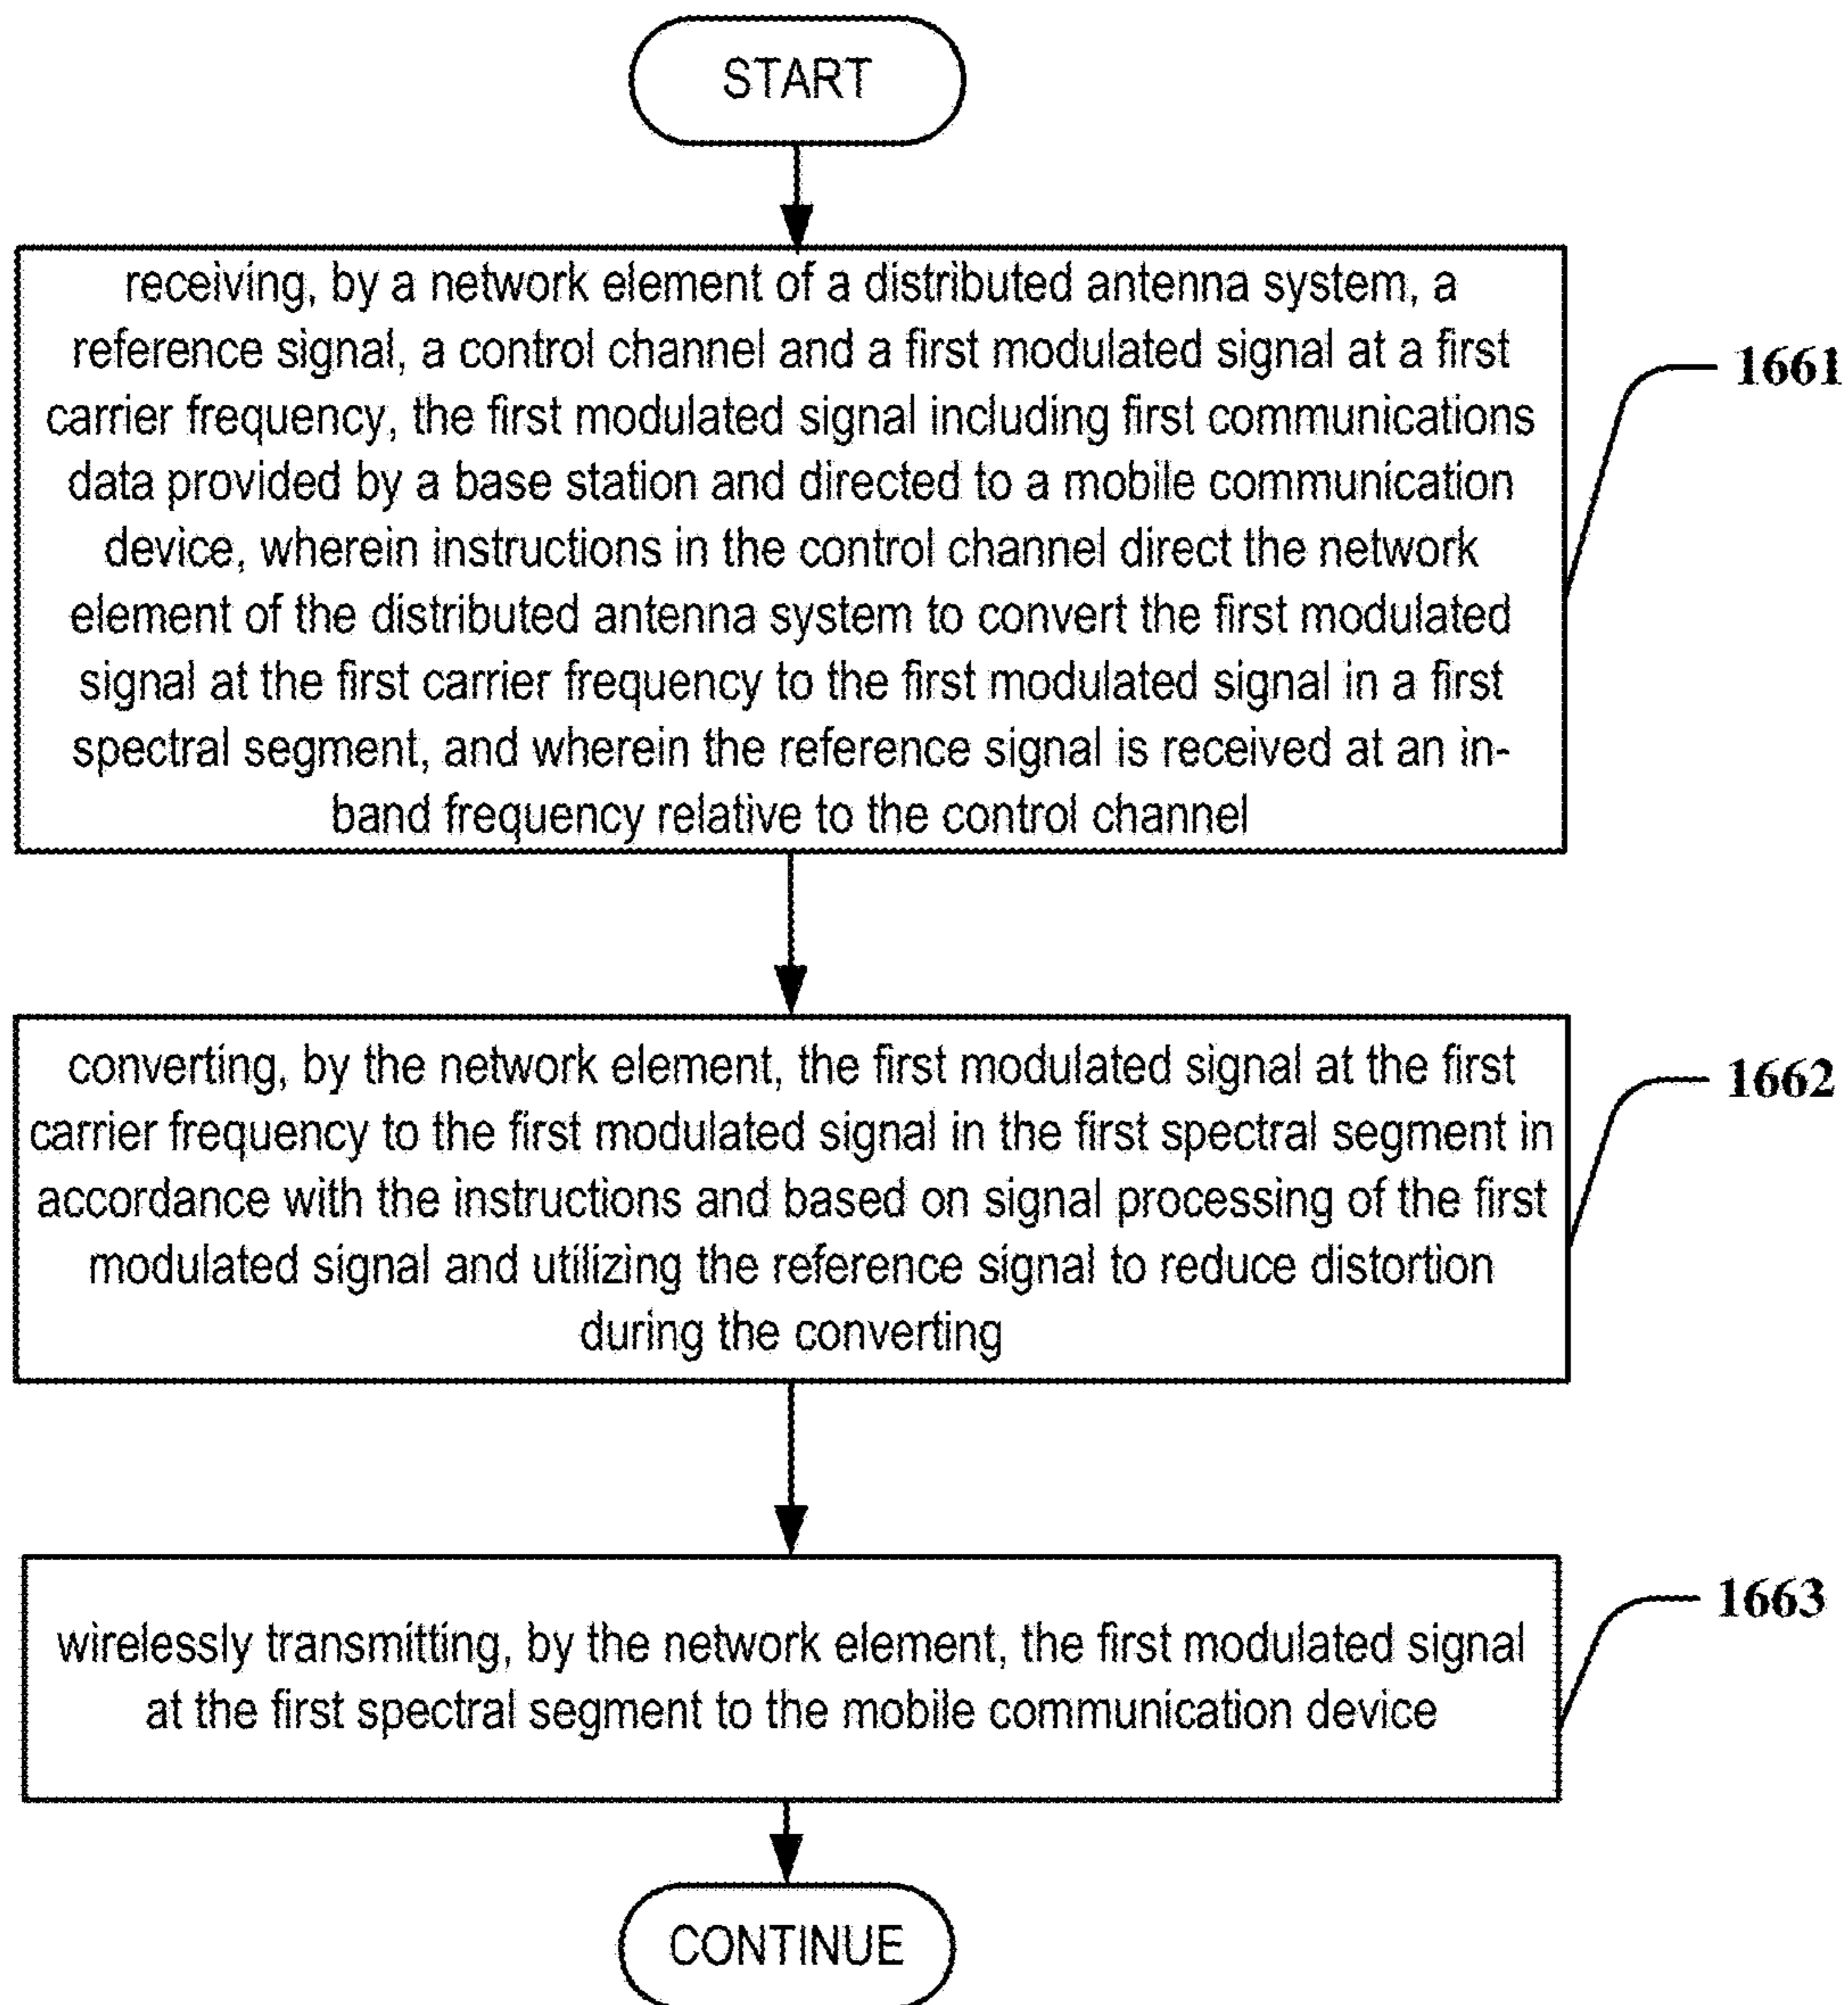 START
receiving, by a network element of a distributed antenna system, a
reference signal, a control channel and a first modulated signal at a first
carrier frequency, the first modulated signal including first communications
data provided by a base station and directed to a mobile communication
device, wherein instructions in the control channel direct the network
element of the distributed antenna system to convert the first modulated
signal at the first carrier frequency to the first modulated signal in a first
spectral segment, and wherein the reference signal is received at an in-
band frequency relative to the control channel
1661
converting, by the network element, the first modulated signal at the first
carrier frequency to the first modulated signal in the first spectral segment in
accordance with the instructions and based on signal processing of the first
modulated signal and utilizing the reference signal to reduce distortion
during the converting
1662
wirelessly transmitting, by the network element, the first modulated signal
at the first spectral segment to the mobile communication device
1663
CONTINUE